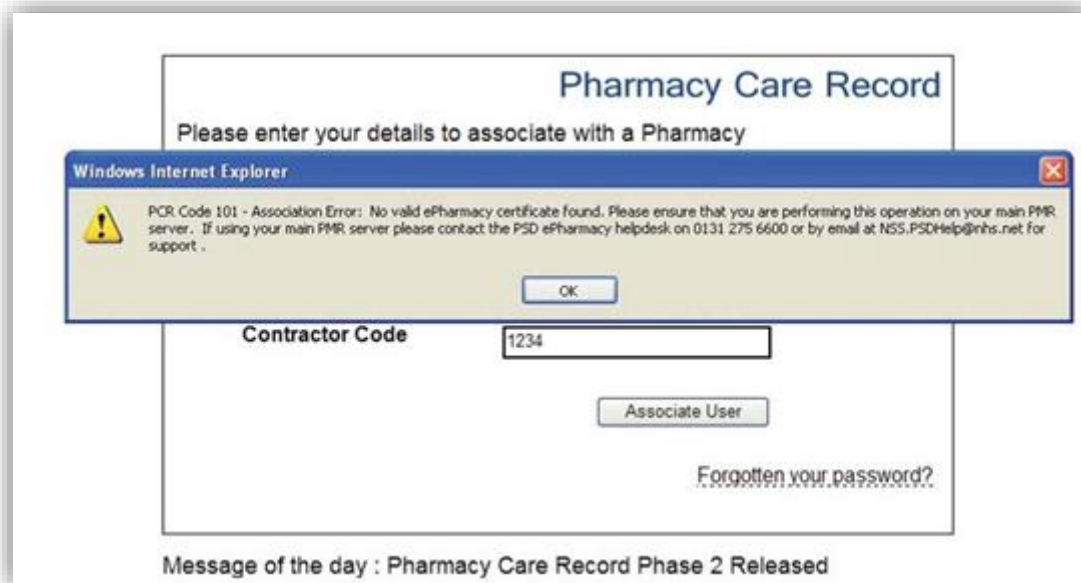 Pharmacy Care Record
Please enter your details to associate with a Pharmacy
Windows Internet Explorer
PCR Code 101 - Association Error: No valid ePharmacy certificate found. Please ensure that you are performing this operation on your main PMR
server. If using your main PMR server please contact the PSD ePharmacy helpdesk on 0131 275 6600 or by email at NSS.PSDHelp@nhs.net for
support .
OK
Contractor Code 1234
Associate User
Forgotten your password?
Message of the day : Pharmacy Care Record Phase 2 Released